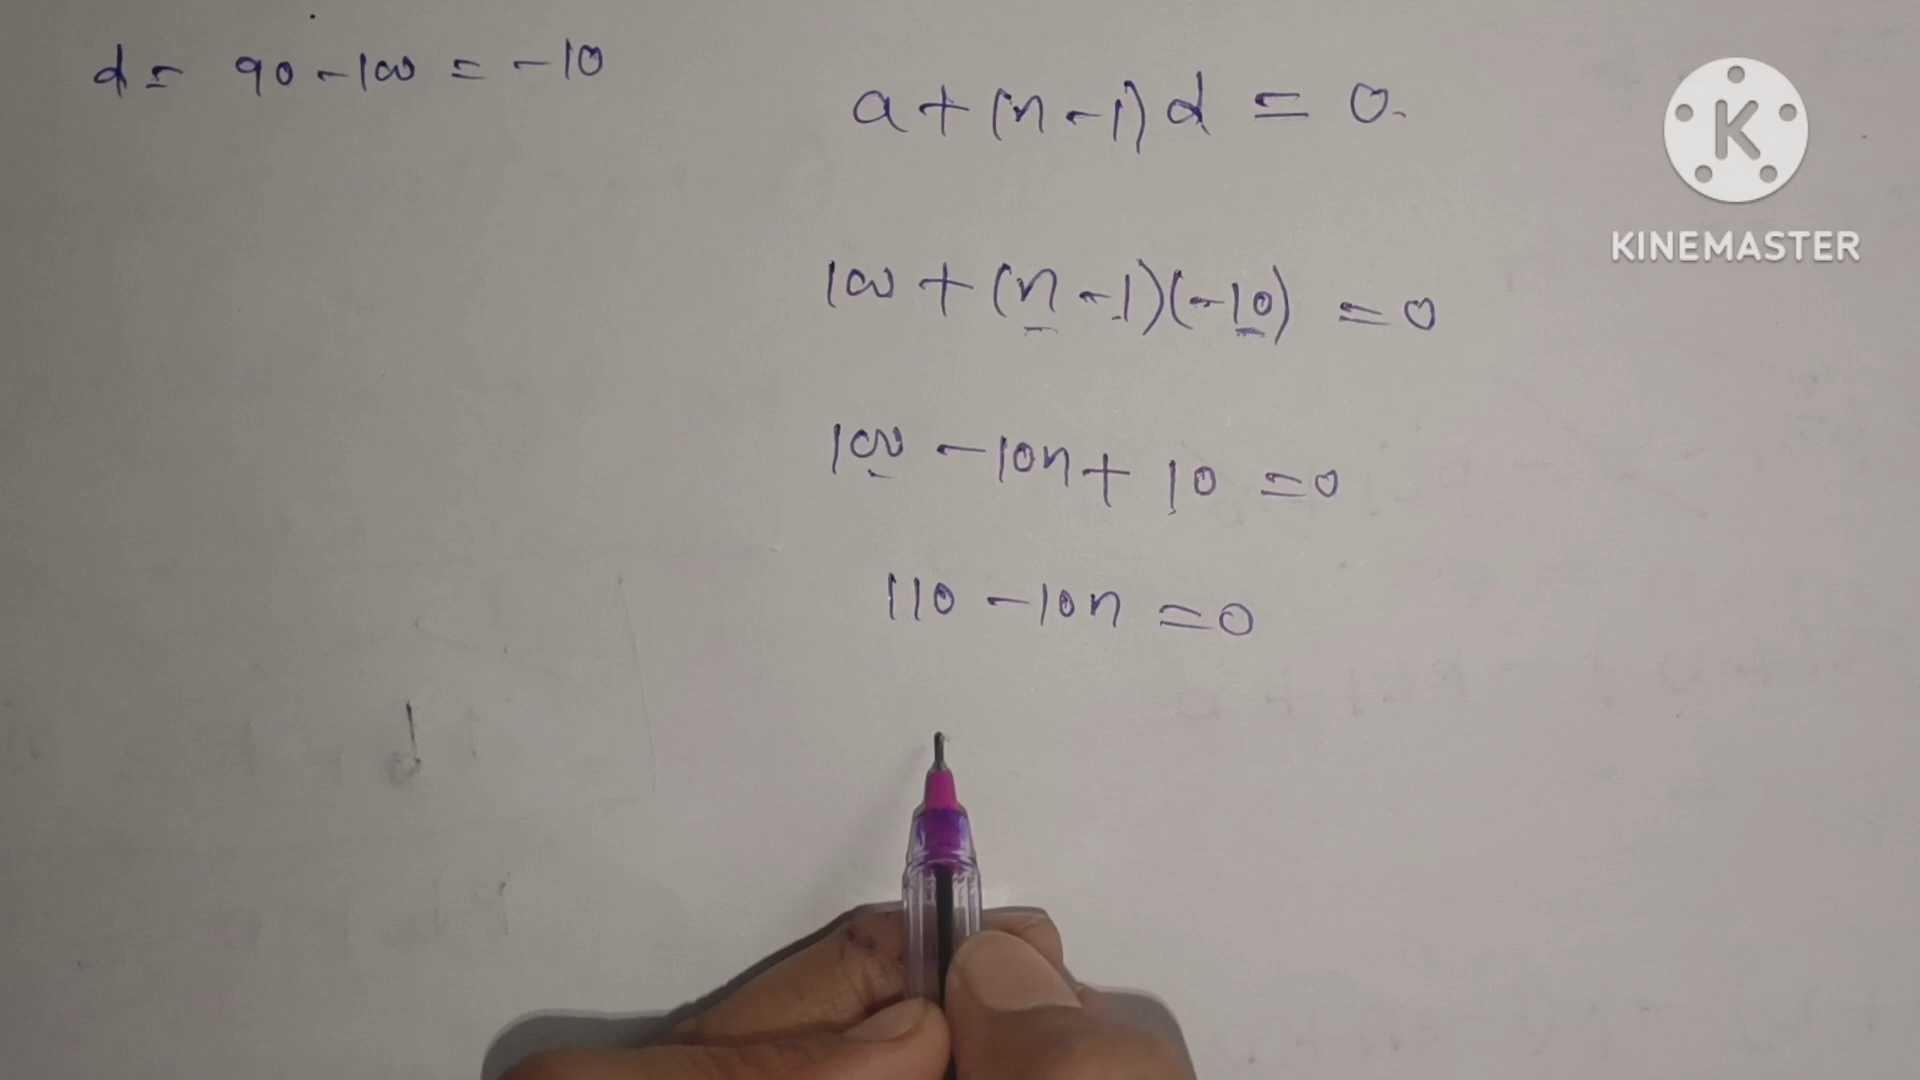 d = 90 - 100 = -10
a + (n - 1) d = 0.
K
KINEMASTER
100 + (n - 1)(-10) = 0
100 - 10n + 10 = 0
110 - 10n = 0